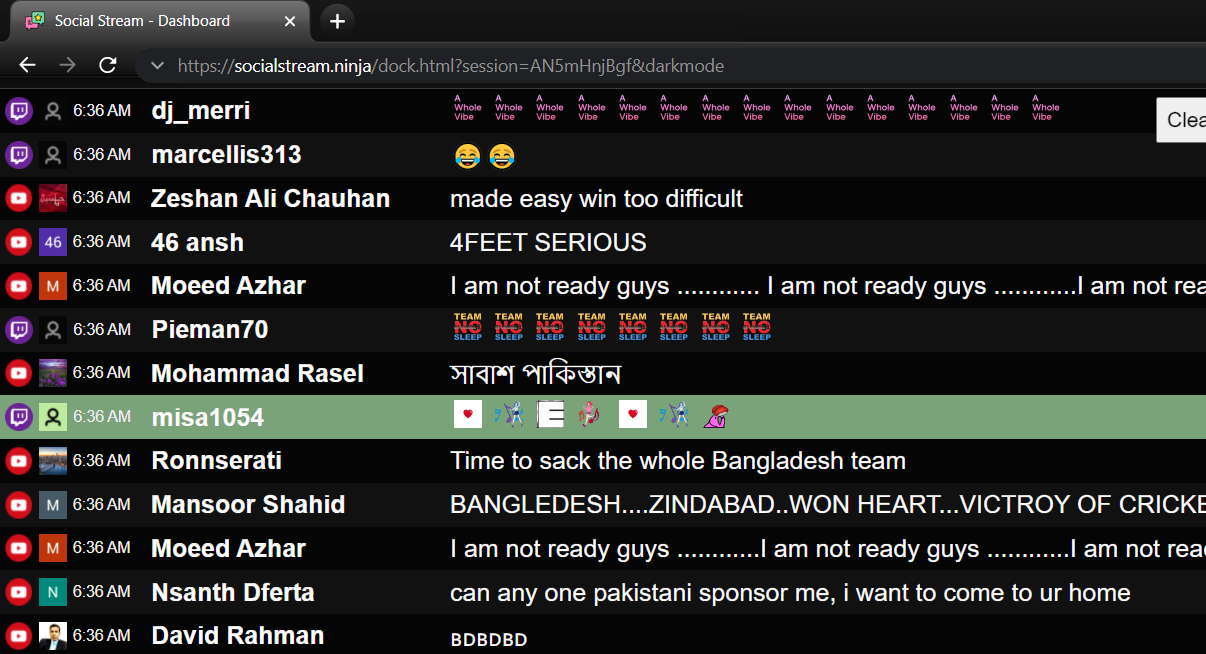 Social Stream - Dashboard
https://socialstream.ninja/dock.html?session=AN5mHnjBgf&darkmode
6:36 AM dj_merri A Whole Vibe A Whole Vibe A Whole Vibe A Whole Vibe A Whole Vibe A Whole Vibe A Whole Vibe A Whole Vibe A Whole Vibe A Whole Vibe A Whole Vibe A Whole Vibe A Whole Vibe A Whole Vibe A Whole Vibe
Clea
6:36 AM marcellis313 😂 😂
6:36 AM Zeshan Ali Chauhan made easy win too difficult
46 6:36 AM 46 ansh 4FEET SERIOUS
M 6:36 AM Moeed Azhar I am not ready guys ............ I am not ready guys ............I am not rea
6:36 AM Pieman70 TEAM NO SLEEP TEAM NO SLEEP TEAM NO SLEEP TEAM NO SLEEP TEAM NO SLEEP TEAM NO SLEEP TEAM NO SLEEP TEAM NO SLEEP
6:36 AM Mohammad Rasel সাবাশ পাকিস্তান
6:36 AM misa1054
6:36 AM Ronnserati Time to sack the whole Bangladesh team
M 6:36 AM Mansoor Shahid BANGLEDESH....ZINDABAD..WON HEART...VICTROY OF CRICKE
M 6:36 AM Moeed Azhar I am not ready guys ............I am not ready guys ............I am not rea
N 6:36 AM Nsanth Dferta can any one pakistani sponsor me, i want to come to ur home
6:36 AM David Rahman BDBDBD